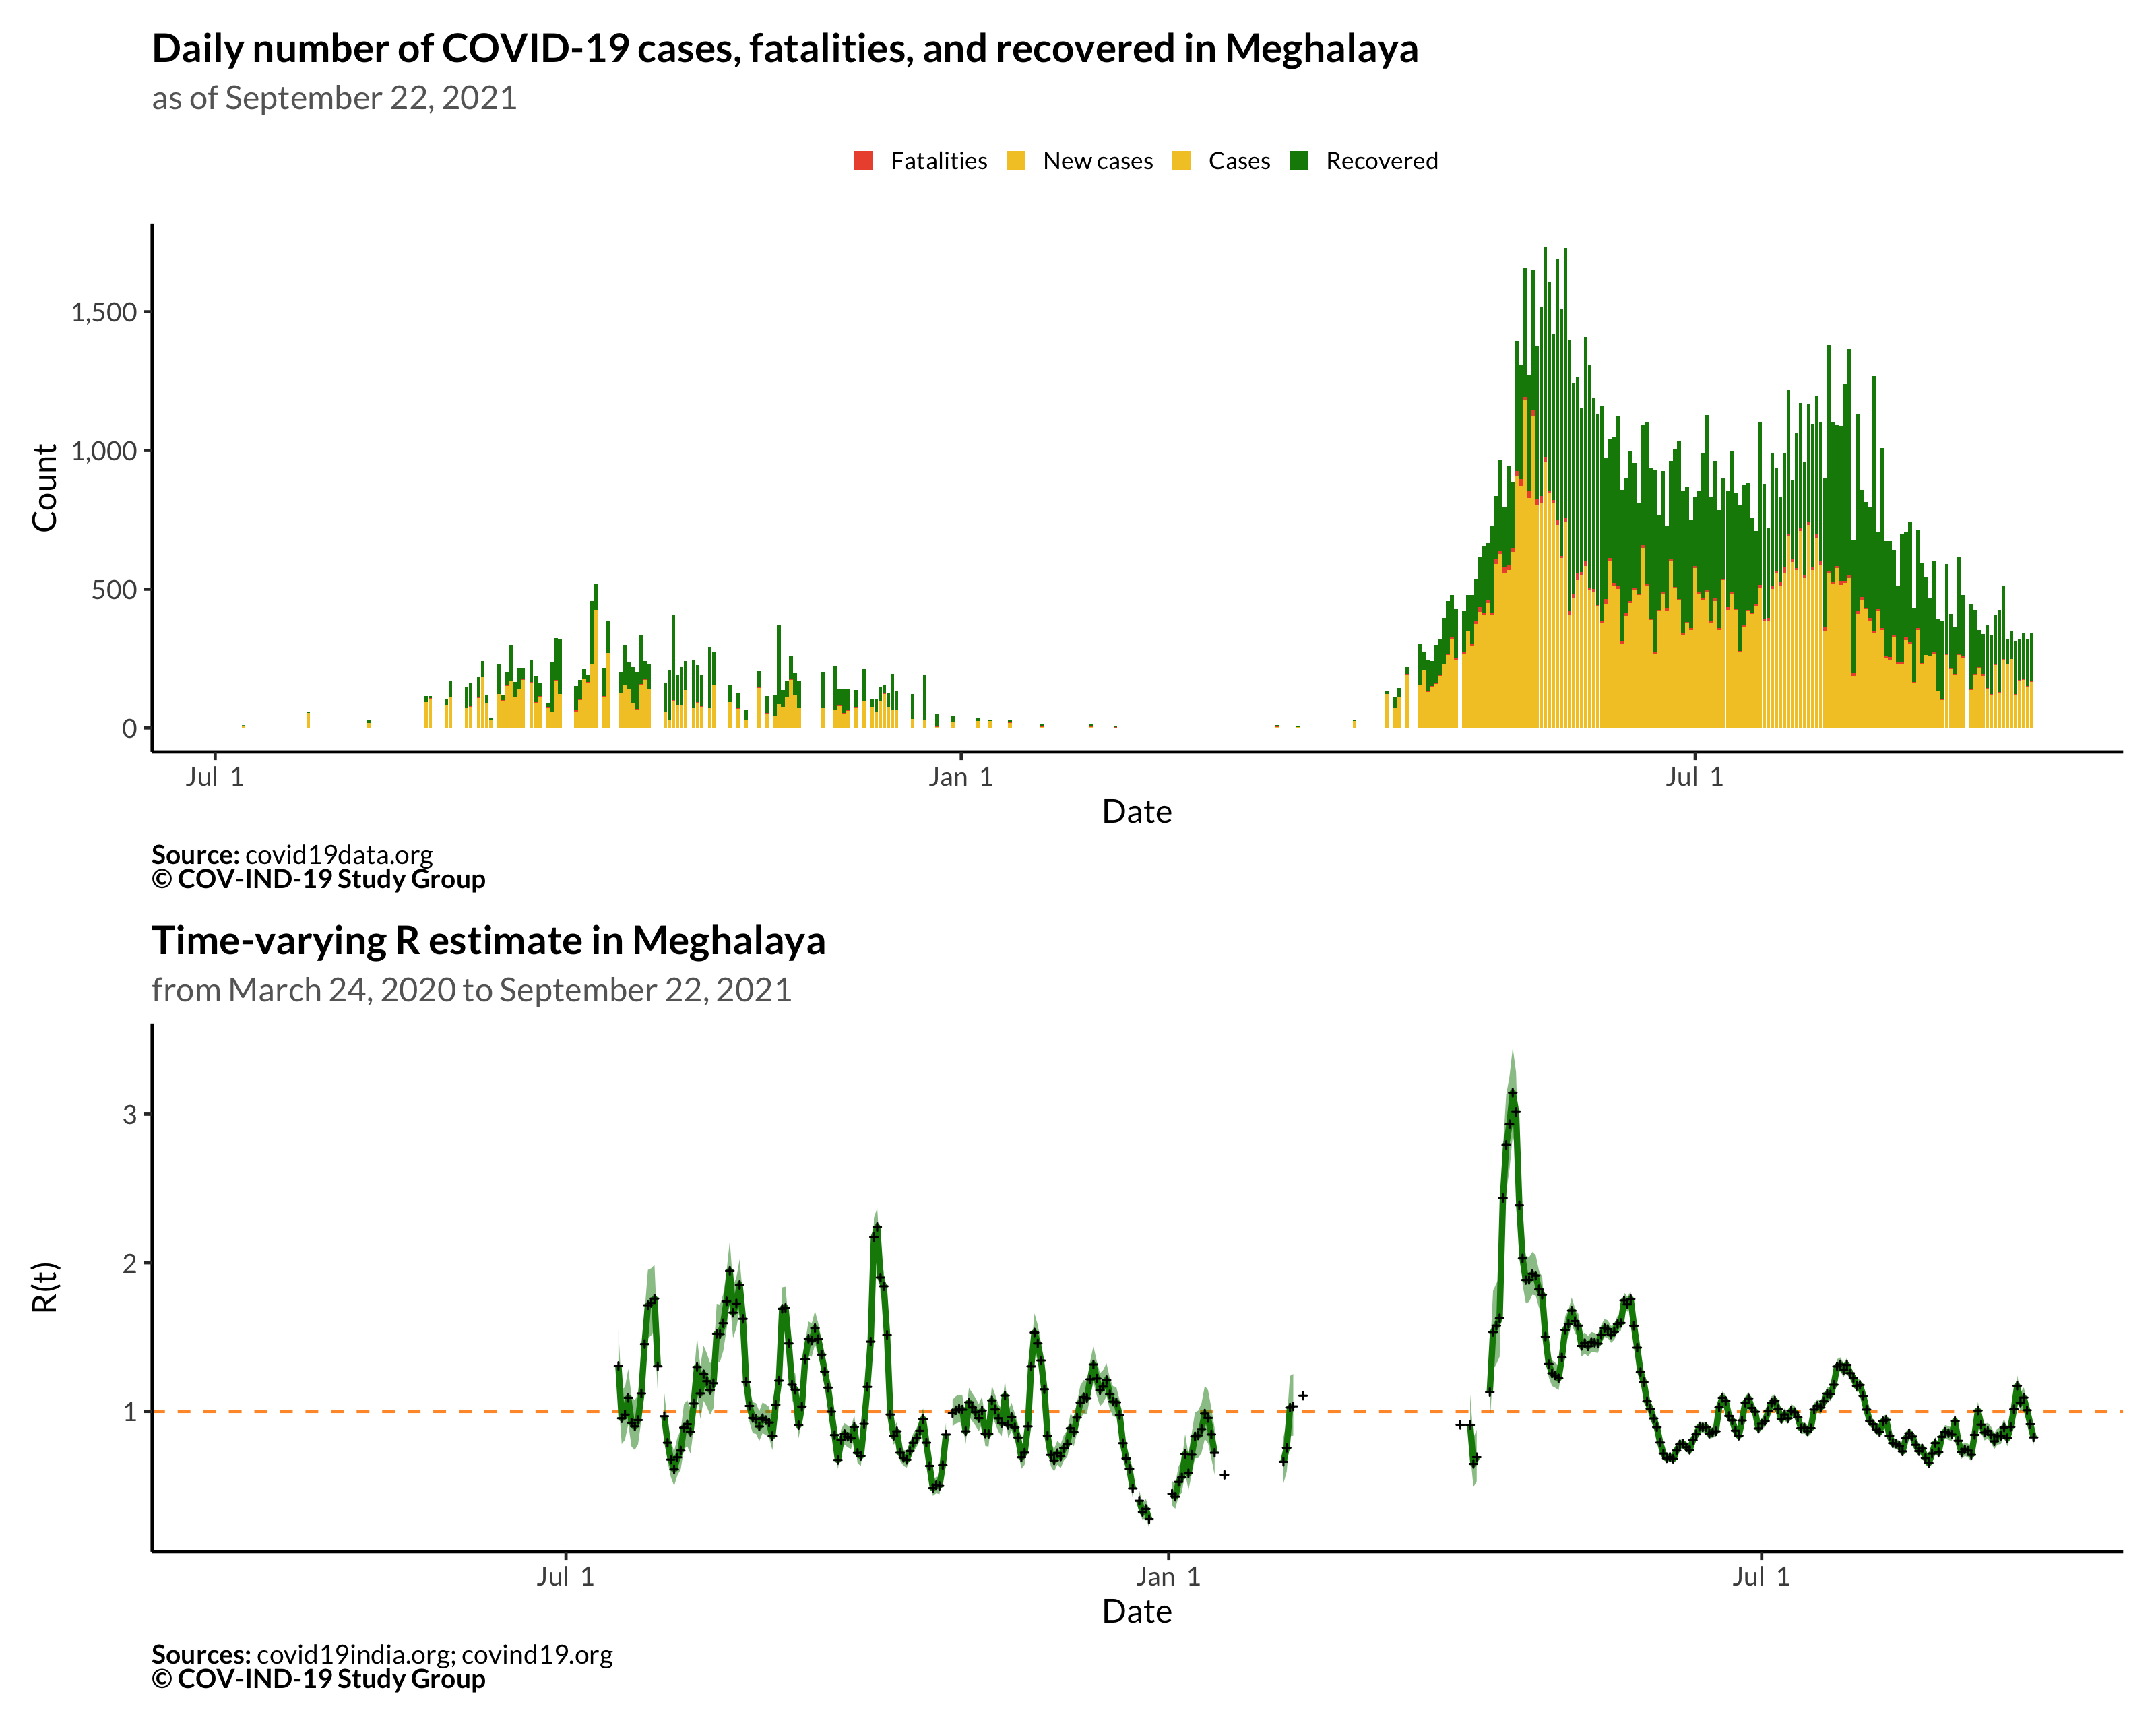 Daily number of COVID-19 cases, fatalities, and recovered in Meghalaya
as of September 22, 2021
Fatalities New cases Cases Recovered
1,500
1,000
500
0
Count
Jul 1 Jan 1 Jul 1
Date
Source: covid19data.org
© COV-IND-19 Study Group
Time-varying R estimate in Meghalaya
from March 24, 2020 to September 22, 2021
3
2
1
R(t)
Jul 1 Jan 1 Jul 1
Date
Sources: covid19india.org; covind19.org
© COV-IND-19 Study Group